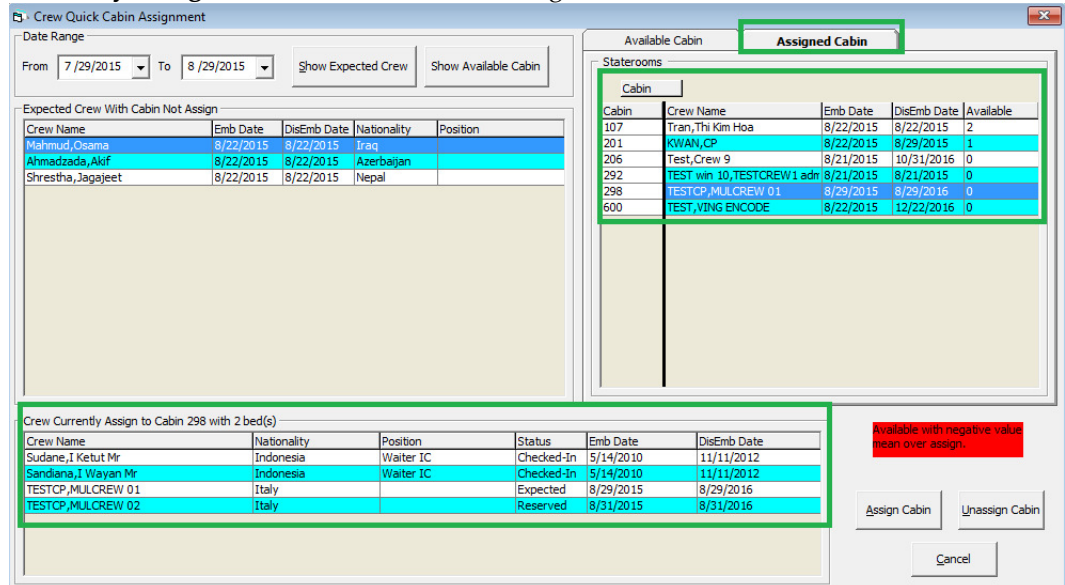 Crew Quick Cabin Assignment
Date Range
From 7 /29/2015 To 8 /29/2015 Show Expected Crew Show Available Cabin
Expected Crew With Cabin Not Assign
Crew Name Emb Date DisEmb Date Nationality Position
Mahmud,Osama 8/22/2015 8/22/2015 Iraq
Ahmadzada,Akif 8/22/2015 8/22/2015 Azerbaijan
Shrestha,Jagajeet 8/22/2015 8/22/2015 Nepal
Available Cabin Assigned Cabin
Staterooms
Cabin
Cabin Crew Name Emb Date DisEmb Date Available
107 Tran,Thi Kim Hoa 8/22/2015 8/22/2015 2
201 KWAN,CP 8/22/2015 8/29/2015 1
206 Test,Crew 9 8/21/2015 10/31/2016 0
292 TEST win 10,TESTCREW1 adm 8/21/2015 8/21/2015 0
298 TESTCP,MULCREW 01 8/29/2015 8/29/2016 0
600 TEST,VING ENCODE 8/22/2015 12/22/2016 0
Crew Currently Assign to Cabin 298 with 2 bed(s)
Crew Name Nationality Position Status Emb Date DisEmb Date
Sudane,I Ketut Mr Indonesia Waiter IC Checked-In 5/14/2010 11/11/2012
Sandiana,I Wayan Mr Indonesia Waiter IC Checked-In 5/14/2010 11/11/2012
TESTCP,MULCREW 01 Italy Expected 8/29/2015 8/29/2016
TESTCP,MULCREW 02 Italy Reserved 8/31/2015 8/31/2016
Available with negative value
mean over assign.
Assign Cabin Unassign Cabin
Cancel